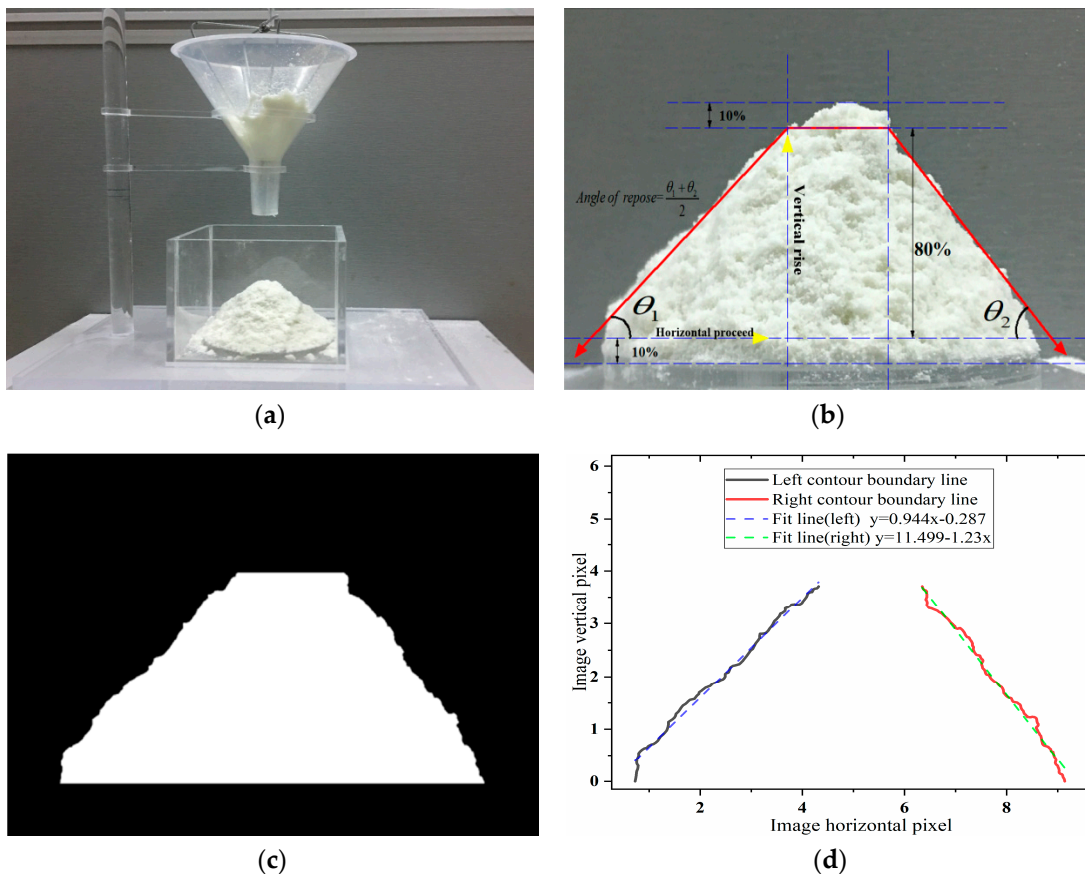 (a)
10%
Angle of repose=θ₁+θ₂/2
Vertical rise
80%
θ₁
θ₂
Horizontal proceed
10%
(b)
(c)
6
5
4
3
2
1
0
Image vertical pixel
Left contour boundary line
Right contour boundary line
Fit line(left) y=0.944x-0.287
Fit line(right) y=11.499-1.23x
2 4 6 8
Image horizontal pixel
(d)